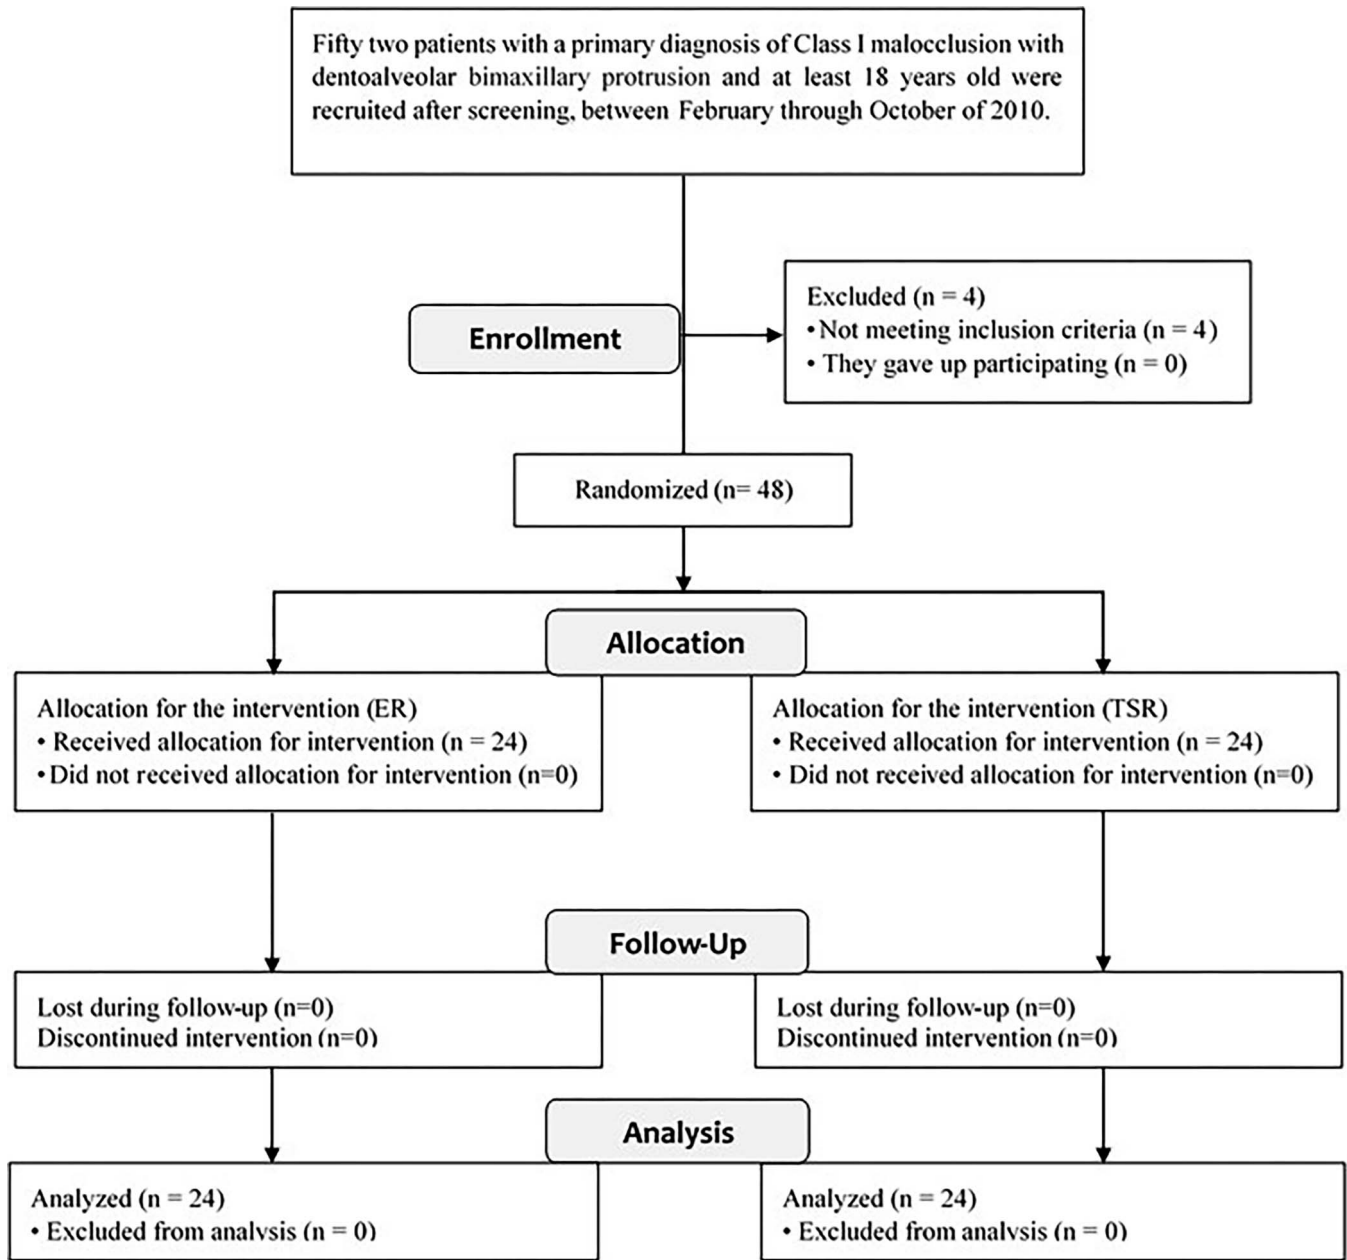 Fifty two patients with a primary diagnosis of Class I malocclusion with
dentoalveolar bimaxillary protrusion and at least 18 years old were
recruited after screening, between February through October of 2010.
Enrollment
Excluded (n = 4)
•Not meeting inclusion criteria (n = 4)
• They gave up participating (n = 0)
Randomized (n= 48)
Allocation
Allocation for the intervention (ER)
• Received allocation for intervention (n = 24)
•Did not received allocation for intervention (n=0)
Allocation for the intervention (TSR)
• Received allocation for intervention (n = 24)
• Did not received allocation for intervention (n=0)
Follow-Up
Lost during follow-up (n=0)
Discontinued intervention (n=0)
Lost during follow-up (n=0)
Discontinued intervention (n=0)
Analysis
Analyzed (n = 24)
• Excluded from analysis (n = 0)
Analyzed (n = 24)
• Excluded from analysis (n = 0)